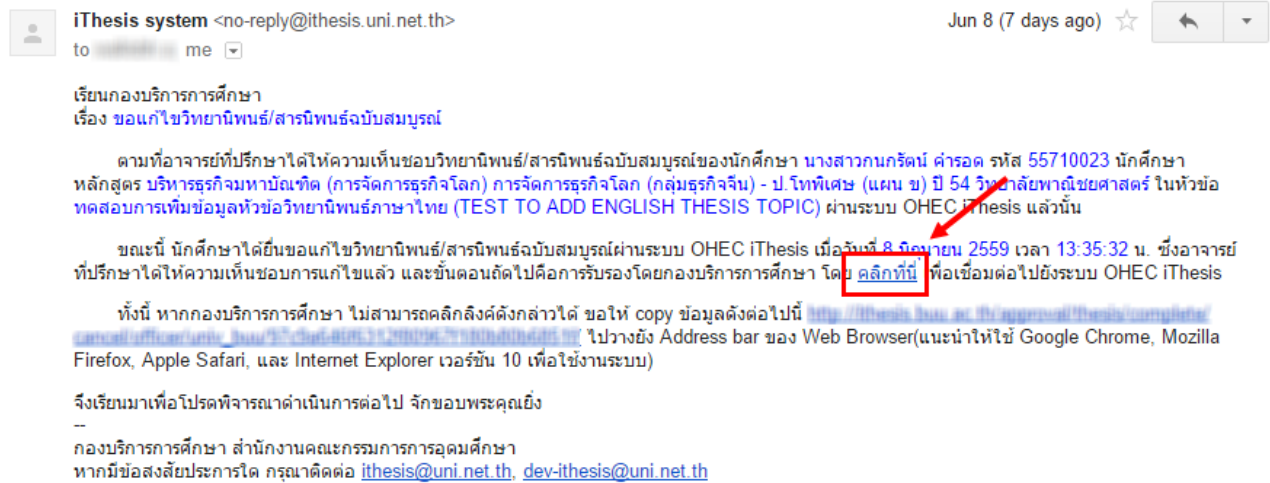 iThesis system <no-reply@ithesis.uni.net.th> Jun 8 (7 days ago)
to me
เรียนกองบริการการศึกษา
เรื่อง ขอแก้ไขวิทยานิพนธ์/สารนิพนธ์ฉบับสมบูรณ์
ตามที่อาจารย์ที่ปรึกษาได้ให้ความเห็นชอบวิทยานิพนธ์/สารนิพนธ์ฉบับสมบูรณ์ของนักศึกษา นางสาวกนกรัตน์ ค่ารอด รหัส 55710023 นักศึกษา
หลักสูตร บริหารธุรกิจมหาบัณฑิต (การจัดการธุรกิจโลก) การจัดการธุรกิจโลก (กลุ่มธุรกิจจีน) - ป.โทพิเศษ (แผน ข) ปี 54 วิทยาลัยพาณิชยศาสตร์ ในหัวข้อ
ทดสอบการเพิ่มข้อมูลหัวข้อวิทยานิพนธ์ภาษาไทย (TEST TO ADD ENGLISH THESIS TOPIC) ผ่านระบบ OHEC iThesis แล้วนั้น
ขณะนี้ นักศึกษาได้ยื่นขอแก้ไขวิทยานิพนธ์/สารนิพนธ์ฉบับสมบูรณ์ผ่านระบบ OHEC iThesis เมื่อวันที่ 8 มิถุนายน 2559 เวลา 13:35:32 น. ซึ่งอาจารย์
ที่ปรึกษาได้ให้ความเห็นชอบการแก้ไขแล้ว และขั้นตอนถัดไปคือการรับรองโดยกองบริการการศึกษา โดย คลิกที่นี่ เพื่อเชื่อมต่อไปยังระบบ OHEC iThesis
ทั้งนี้ หากกองบริการการศึกษา ไม่สามารถคลิกลิงค์ดังกล่าวได้ ขอให้ copy ข้อมูลดังต่อไปนี้
ไปวางยัง Address bar ของ Web Browser(แนะนำให้ใช้ Google Chrome, Mozilla
Firefox, Apple Safari, และ Internet Explorer เวอร์ชัน 10 เพื่อใช้งานระบบ)
จึงเรียนมาเพื่อโปรดพิจารณาดำเนินการต่อไป จักขอบพระคุณยิ่ง
--
กองบริการการศึกษา สำนักงานคณะกรรมการการอุดมศึกษา
หากมีข้อสงสัยประการใด กรุณาติดต่อ ithesis@uni.net.th, dev-ithesis@uni.net.th